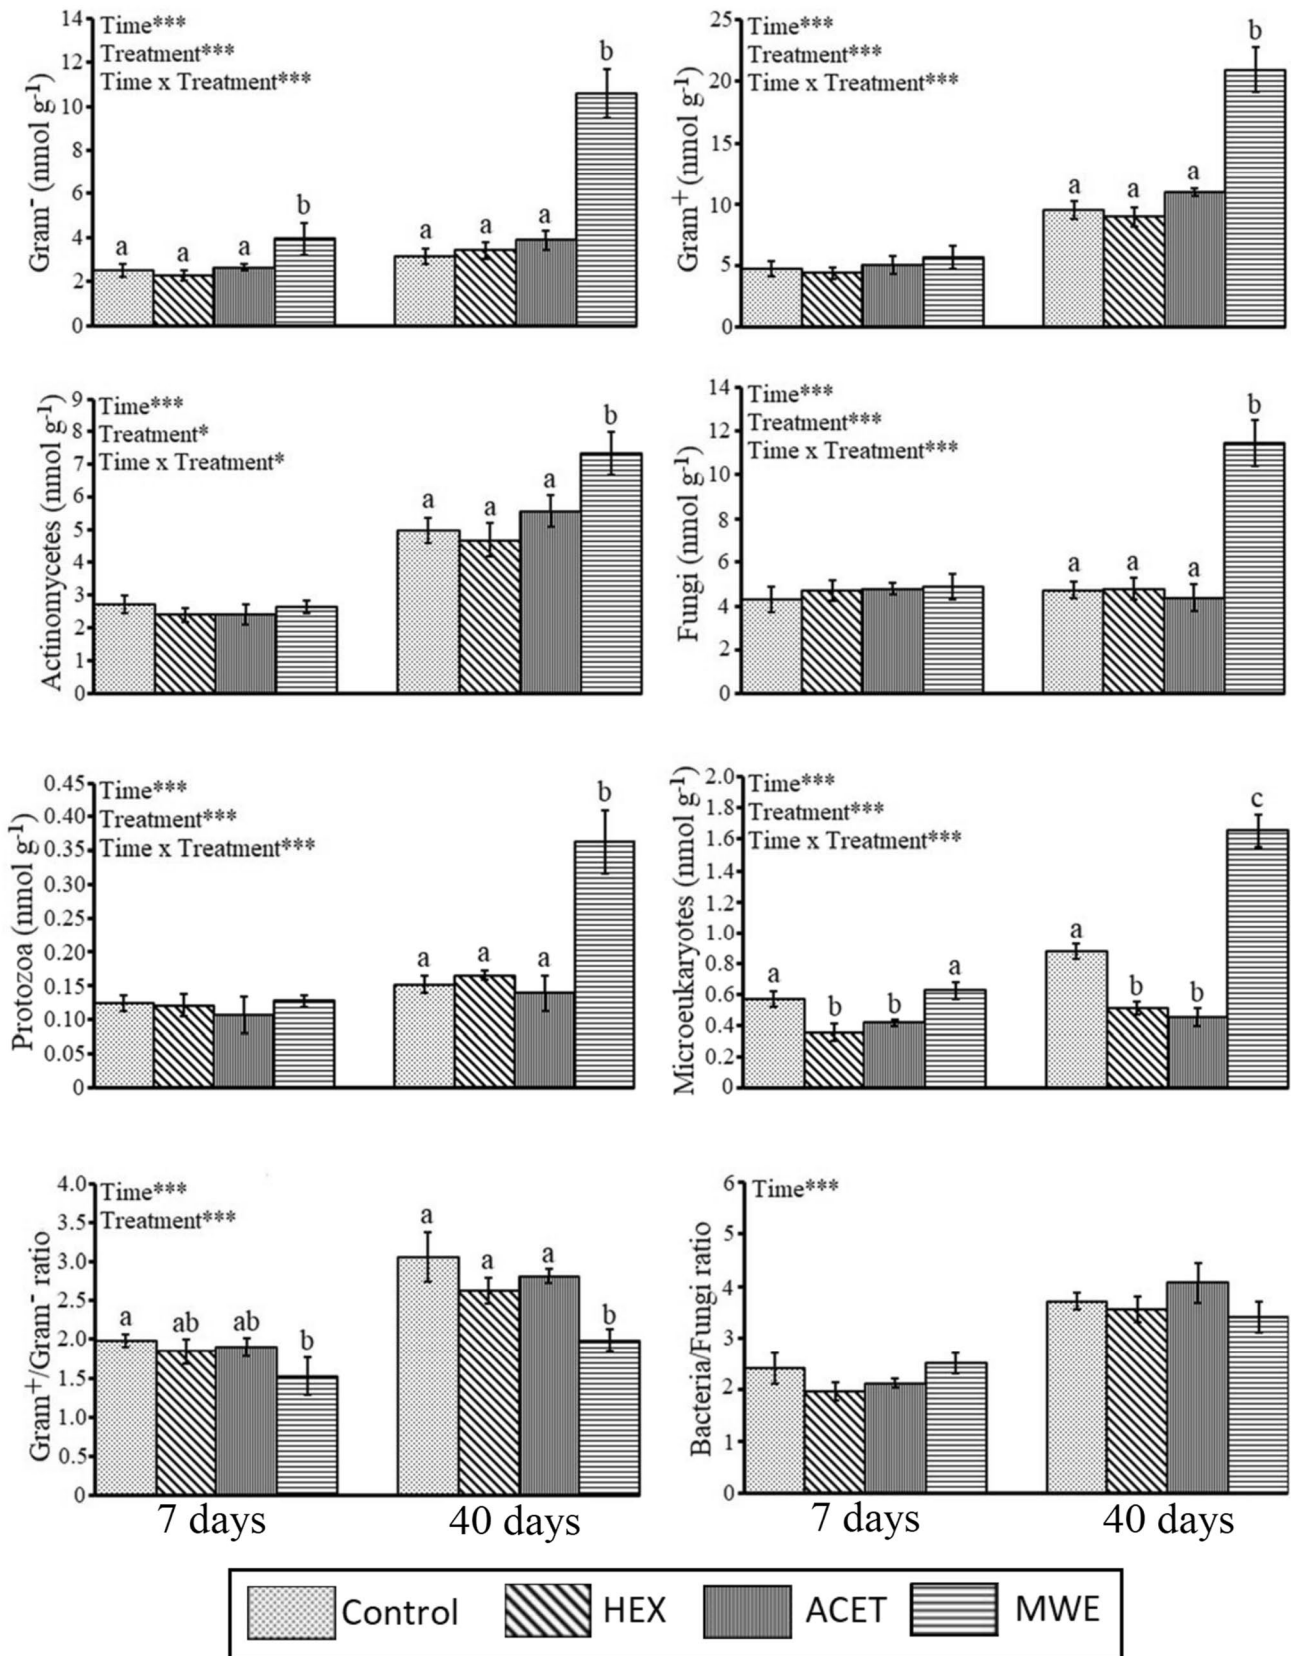 Time***
Treatment***
Time x Treatment***
Gram⁻ (nmol g⁻¹)
14
12
10
8
6
4
2
0
a
a
a
b
a
a
a
b
Time***
Treatment***
Time x Treatment***
Gram⁺ (nmol g⁻¹)
25
20
15
10
5
0
a
a
a
b
Time***
Treatment*
Time x Treatment*
Actinomycetes (nmol g⁻¹)
9
8
7
6
5
4
3
2
1
0
a
a
a
b
Time***
Treatment***
Time x Treatment***
Fungi (nmol g⁻¹)
14
12
10
8
6
4
2
0
a
a
a
b
Time***
Treatment***
Time x Treatment***
Protozoa (nmol g⁻¹)
0.45
0.40
0.35
0.30
0.25
0.20
0.15
0.10
0.05
0
a
a
a
b
Time***
Treatment***
Time x Treatment***
Microeukaryotes (nmol g⁻¹)
2.0
1.8
1.6
1.4
1.2
1.0
0.8
0.6
0.4
0.2
0
a
b
b
a
a
b
b
c
Time***
Treatment***
Gram⁺/Gram⁻ ratio
4.0
3.5
3.0
2.5
2.0
1.5
1.0
0.5
0
a
ab
ab
b
a
a
a
b
7 days
40 days
Time***
Bacteria/Fungi ratio
6
5
4
3
2
1
0
7 days
40 days
Control HEX ACET MWE